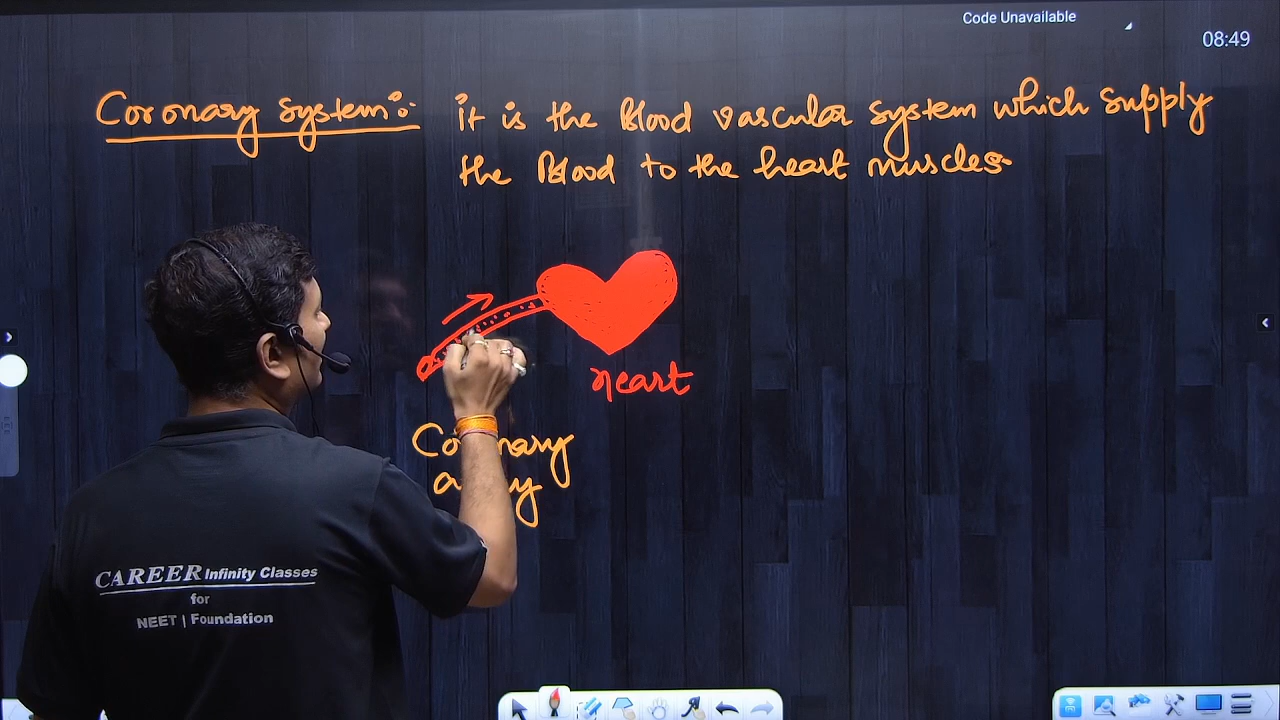 Code Unavailable
08:49
Coronary system:- it is the Blood vascular system which supply
the Blood to the heart muscles
heart
CAREER Infinity Classes
for
NEET | Foundation